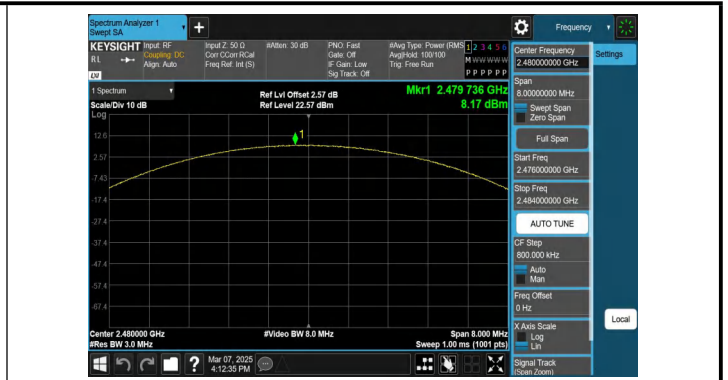 Spectrum Analyzer 1
Swept SA
+
Frequency
KEYSIGHT
RL
LXI
Input: RF
Coupling: DC
Align: Auto
Input Z: 50 Ω
Corr CCorr RCal
Freq Ref: Int (S)
#Atten: 30 dB
PNO: Fast
Gate: Off
IF Gain: Low
Sig Track: Off
#Avg Type: Power (RMS
Avg|Hold: 100/100
Trig: Free Run
1 2 3 4 5 6
M W W W W W
P P P P P P
1 Spectrum
Scale/Div 10 dB
Log
Ref Lvl Offset 2.57 dB
Ref Level 22.57 dBm
Mkr1 2.479 736 GHz
8.17 dBm
1
12.6
2.57
-7.43
-17.4
-27.4
-37.4
-47.4
-57.4
-67.4
Center 2.480000 GHz
#Res BW 3.0 MHz
#Video BW 8.0 MHz
Span 8.000 MHz
Sweep 1.00 ms (1001 pts)
Center Frequency
2.480000000 GHz
Settings
Span
8.00000000 MHz
Swept Span
Zero Span
Full Span
Start Freq
2.476000000 GHz
Stop Freq
2.484000000 GHz
AUTO TUNE
CF Step
800.000 kHz
Auto
Man
Freq Offset
0 Hz
X Axis Scale
Log
Lin
Local
Signal Track
(Span Zoom)
?
Mar 07, 2025
4:12:35 PM